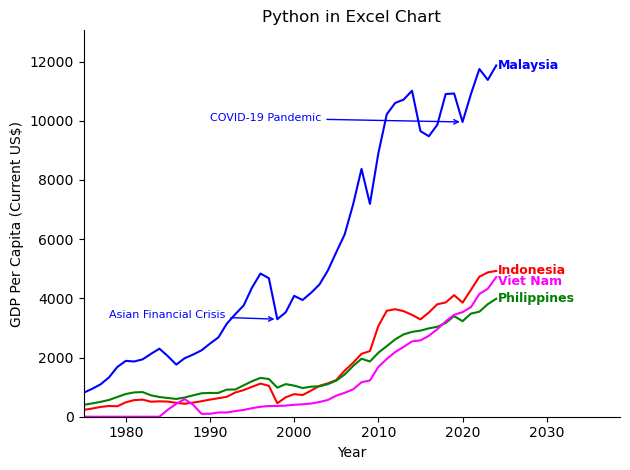 Python in Excel Chart
GDP Per Capita (Current US$)
12000
10000
8000
6000
4000
2000
0
Malaysia
COVID-19 Pandemic
Indonesia
Viet Nam
Philippines
Asian Financial Crisis
1980 1990 2000 2010 2020 2030
Year